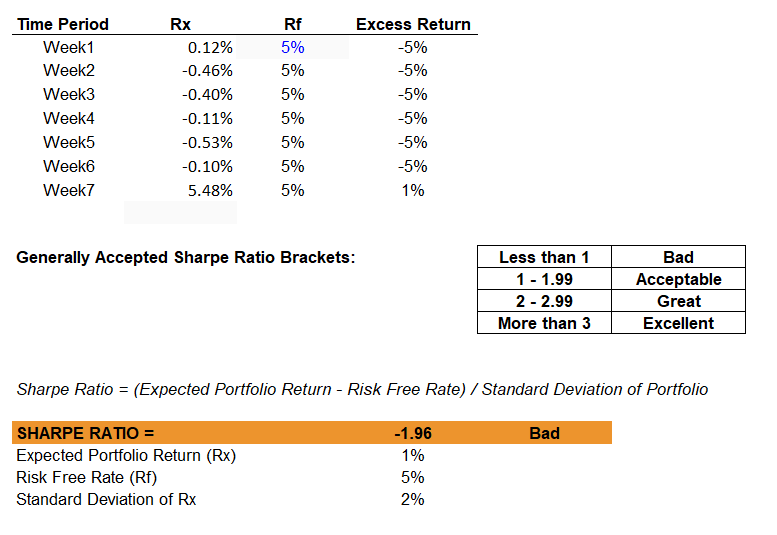 Time Period Rx Rf Excess Return
Week1 0.12% 5% -5%
Week2 -0.46% 5% -5%
Week3 -0.40% 5% -5%
Week4 -0.11% 5% -5%
Week5 -0.53% 5% -5%
Week6 -0.10% 5% -5%
Week7 5.48% 5% 1%
Generally Accepted Sharpe Ratio Brackets: Less than 1 Bad
1 - 1.99 Acceptable
2 - 2.99 Great
More than 3 Excellent
Sharpe Ratio = (Expected Portfolio Return - Risk Free Rate) / Standard Deviation of Portfolio
SHARPE RATIO = -1.96 Bad
Expected Portfolio Return (Rx) 1%
Risk Free Rate (Rf) 5%
Standard Deviation of Rx 2%